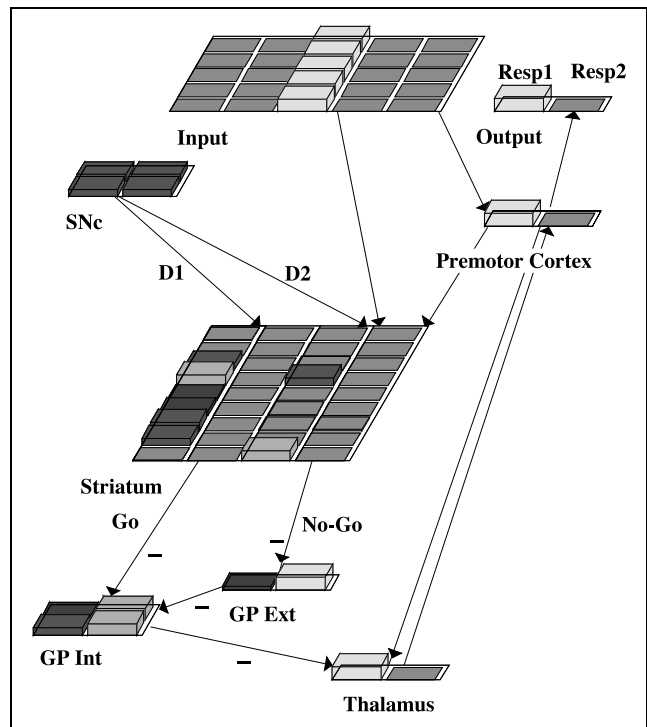 Resp1 Resp2
Input
Output
SNc
D1
D2
Premotor Cortex
Striatum
Go
No-Go
–
–
–
GP Ext
GP Int
–
Thalamus